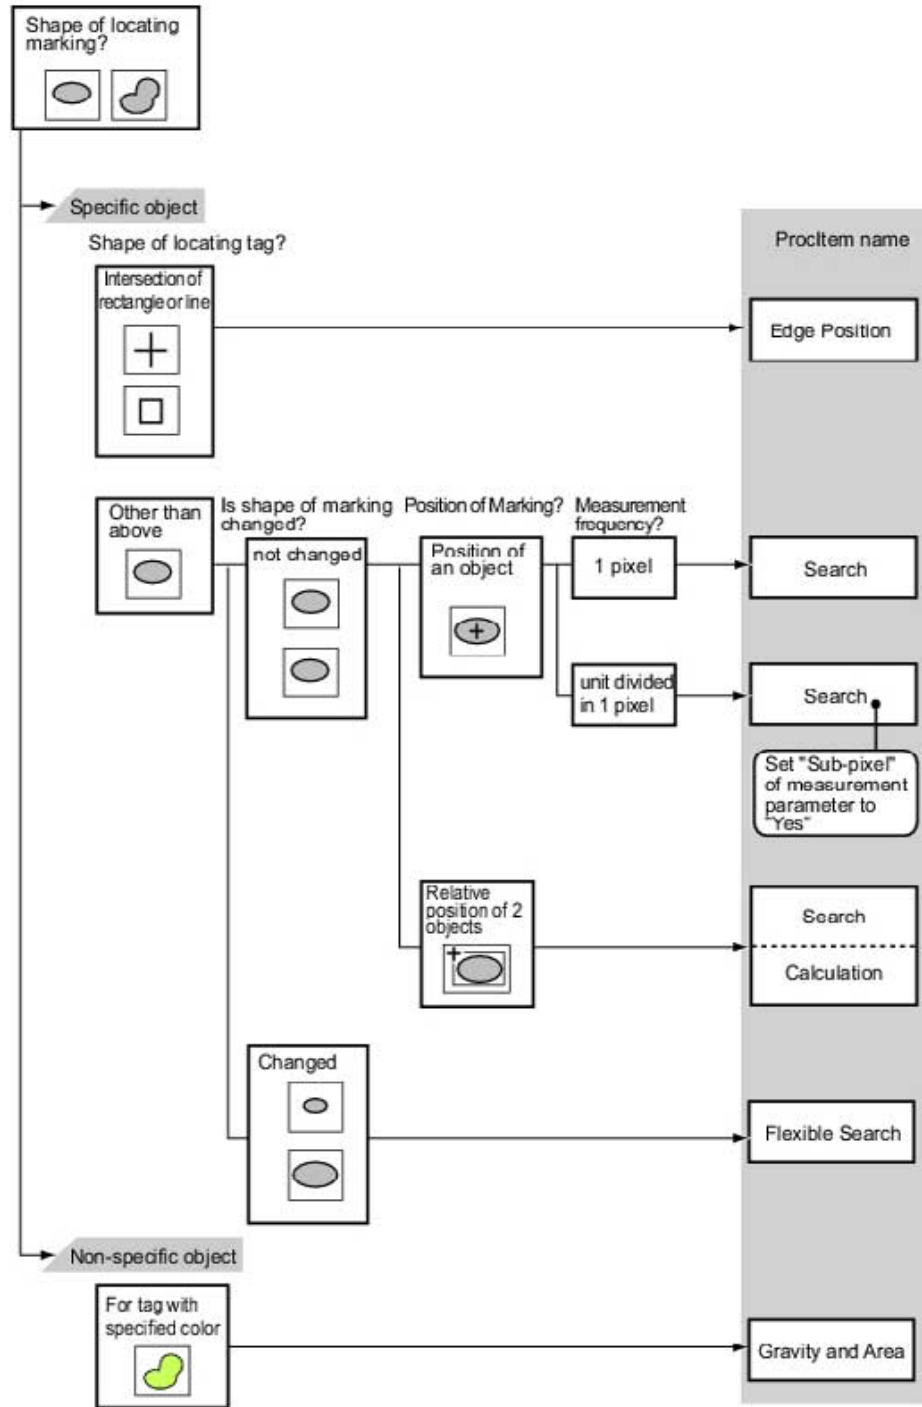 Shape of locating
marking?
Specific object
Shape of locating tag?
ProcItem name
Intersection of
rectangle or line
Edge Position
Other than
above
Is shape of marking
changed?
not changed
Position of Marking?
Position of
an object
Measurement
frequency?
1 pixel
Search
unit divided
in 1 pixel
Search
Set "Sub-pixel"
of measurement
parameter to
"Yes"
Relative
position of 2
objects
Search
Calculation
Changed
Flexible Search
Non-specific object
For tag with
specified color
Gravity and Area